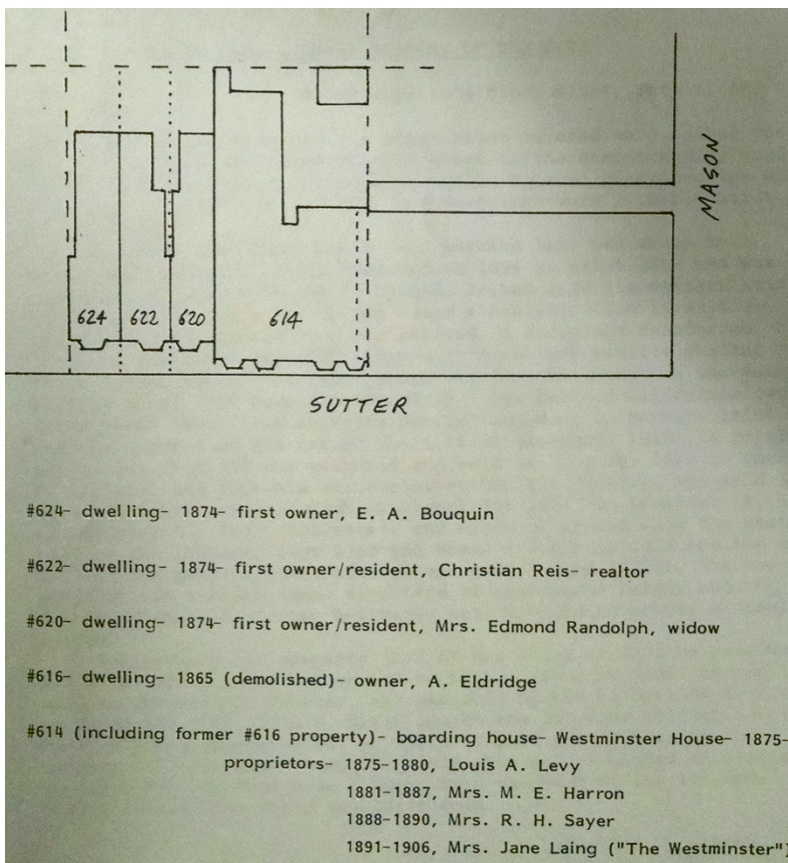 MASON
624
622
620
614
SUTTER
#624- dwelling- 1874- first owner, E. A. Bouquin
#622- dwelling- 1874- first owner/resident, Christian Reis- realtor
#620- dwelling- 1874- first owner/resident, Mrs. Edmond Randolph, widow
#616- dwelling- 1865 (demolished)- owner, A. Eldridge
#614 (including former #616 property)- boarding house- Westminster House- 1875-
proprietors- 1875-1880, Louis A. Levy
1881-1887, Mrs. M. E. Harron
1888-1890, Mrs. R. H. Sayer
1891-1906, Mrs. Jane Laing ("The Westminster")